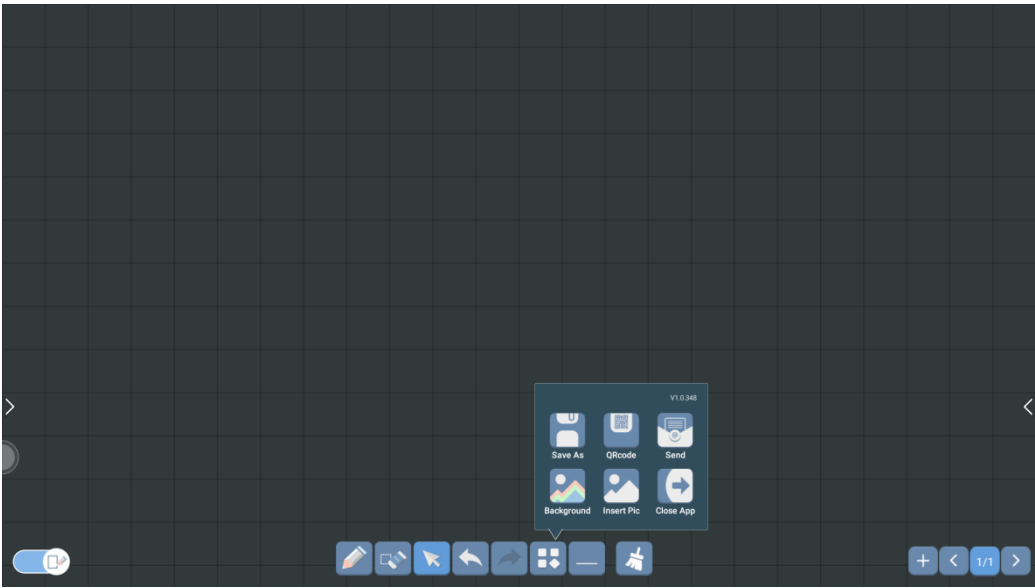 V1.0.348
Save As QRcode Send
Background Insert Pic Close App
1/1